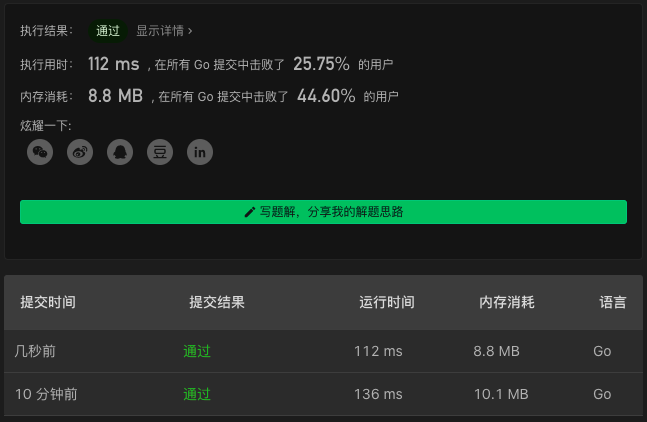 执行结果： 通过 显示详情 ›
执行用时： 112 ms , 在所有 Go 提交中击败了 25.75% 的用户
内存消耗： 8.8 MB , 在所有 Go 提交中击败了 44.60% 的用户
炫耀一下:
豆 in
写题解，分享我的解题思路
提交时间 提交结果 运行时间 内存消耗 语言
几秒前 通过 112 ms 8.8 MB Go
10 分钟前 通过 136 ms 10.1 MB Go